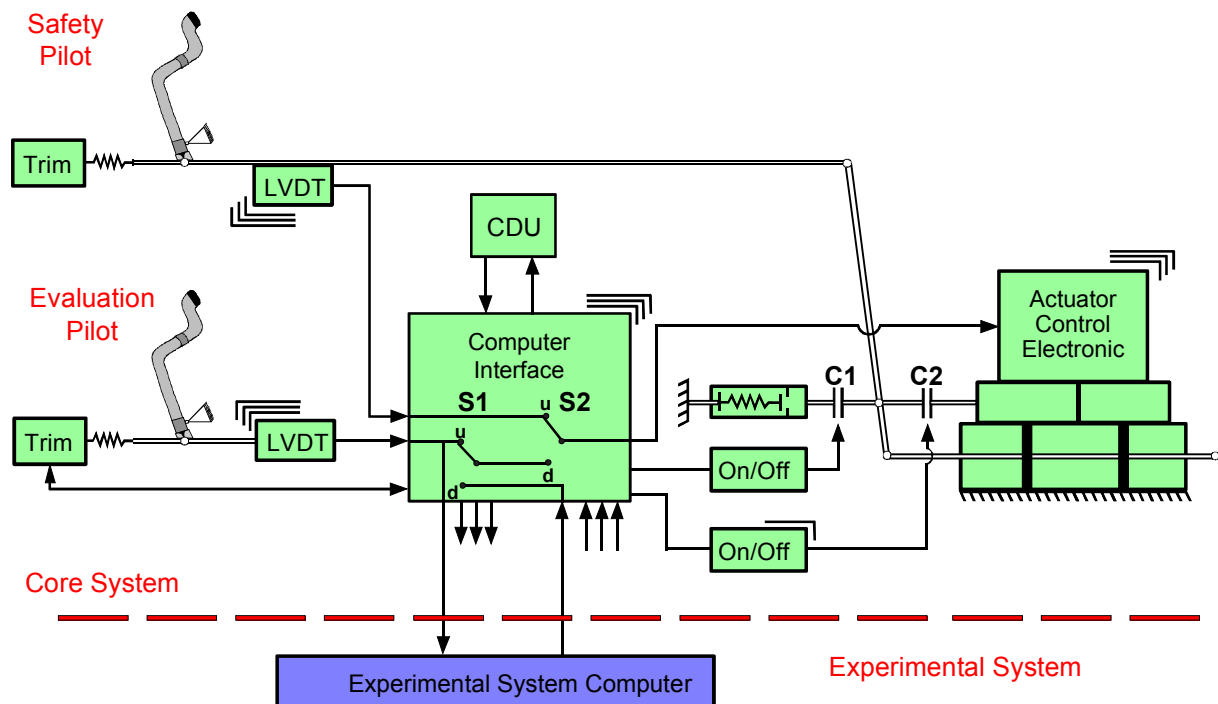 Safety
Pilot
Trim
LVDT
CDU
Evaluation
Pilot
Trim
LVDT
Computer
Interface
S1
u
S2
u
d
d
Actuator
Control
Electronic
C1
C2
On/Off
On/Off
Core System
Experimental System
Experimental System Computer